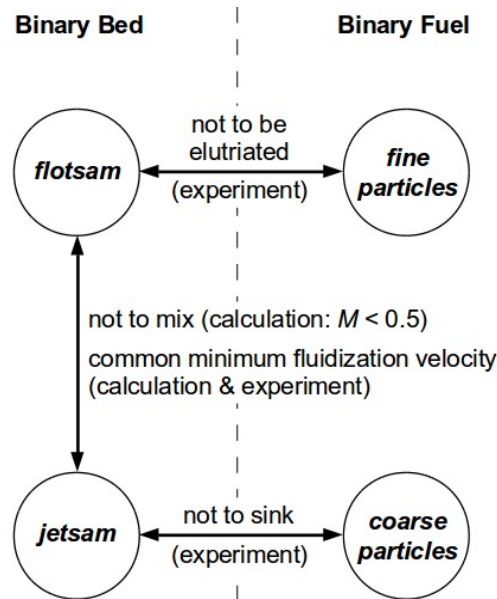 Binary Bed
Binary Fuel
flotsam
not to be
elutriated
(experiment)
fine
particles
not to mix (calculation: M < 0.5)
common minimum fluidization velocity
(calculation & experiment)
jetsam
not to sink
(experiment)
coarse
particles